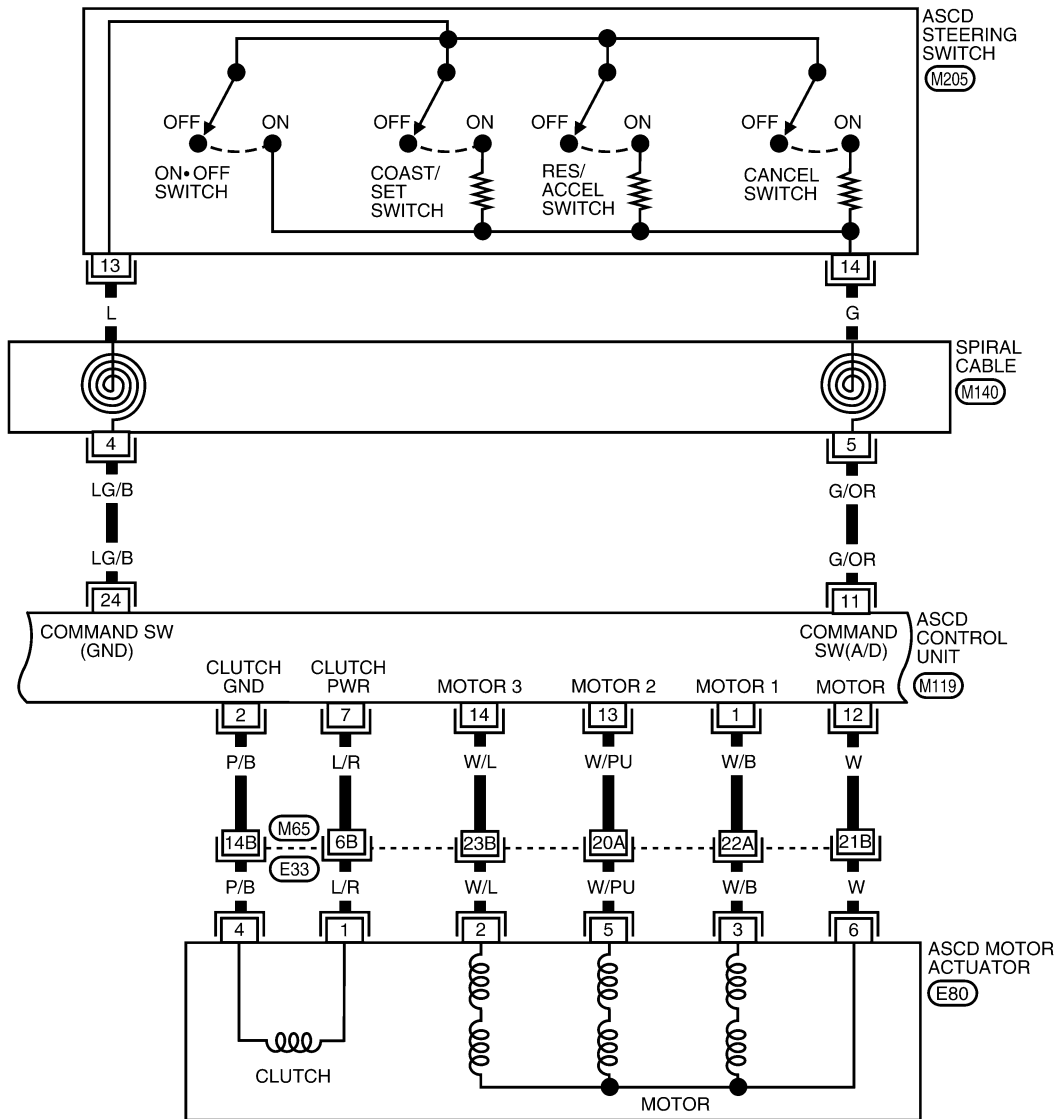 ASCD
STEERING
SWITCH
M205
OFF ON
ON•OFF
SWITCH
OFF ON
COAST/
SET
SWITCH
OFF ON
RES/
ACCEL
SWITCH
OFF ON
CANCEL
SWITCH
13 14
L G
SPIRAL
CABLE
M140
4 5
LG/B G/OR
LG/B G/OR
24 11
COMMAND SW
(GND)
COMMAND
SW(A/D)
ASCD
CONTROL
UNIT
M119
CLUTCH
GND
CLUTCH
PWR
MOTOR 3
MOTOR 2
MOTOR 1
MOTOR
2 7 14 13 1 12
P/B L/R W/L W/PU W/B W
M65
14B 6B 23B 20A 22A 21B
E33
P/B L/R W/L W/PU W/B W
4 1 2 5 3 6
ASCD MOTOR
ACTUATOR
E80
CLUTCH
MOTOR